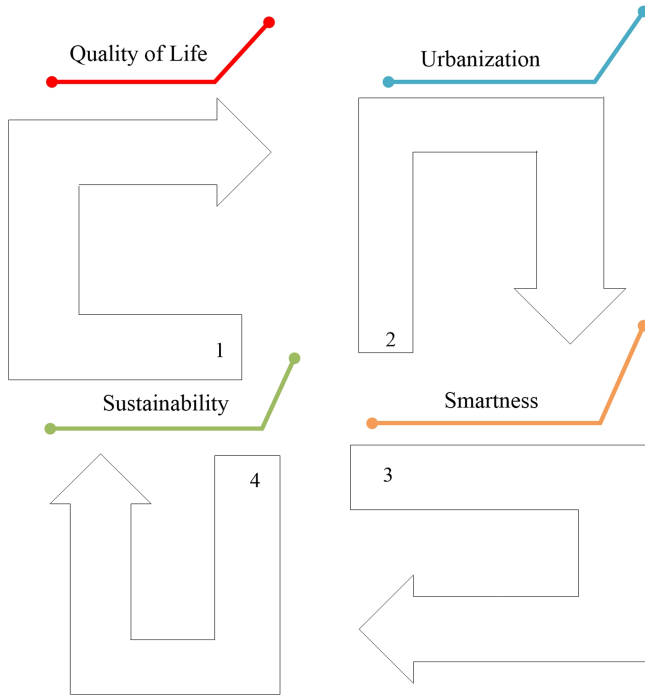 Quality of Life
Urbanization
1
2
Sustainability
Smartness
4
3